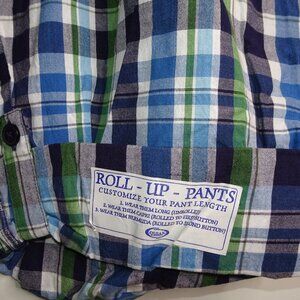 ROLL - UP - PANTS
CUSTOMIZE YOUR PANT LENGTH
1. WEAR THEM LONG (UNROLLED)
2. WEAR THEM CAPRI (ROLLED TO 1ST BUTTON)
3. WEAR THEM BERMUDA (ROLLED TO 2ND BUTTON)